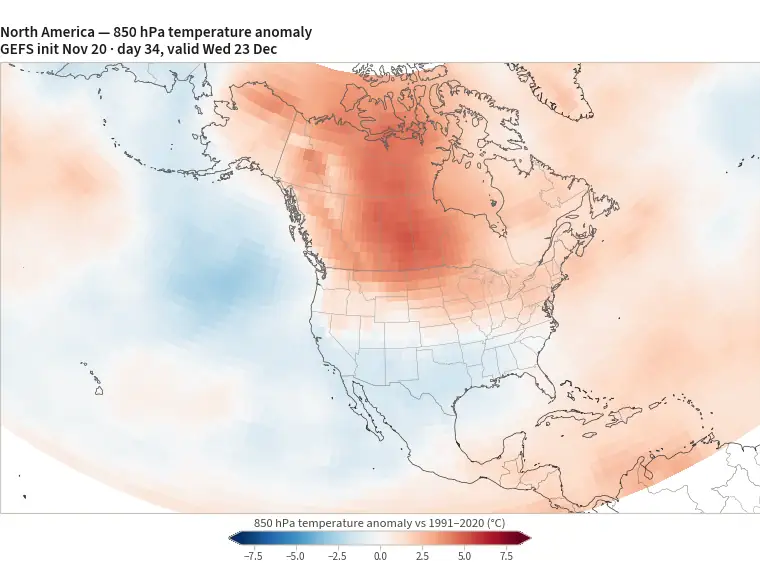 North America — 850 hPa temperature anomaly
GEFS init Nov 20 · day 34, valid Wed 23 Dec
850 hPa temperature anomaly vs 1991–2020 (°C)
−7.5 −5.0 −2.5 0.0 2.5 5.0 7.5